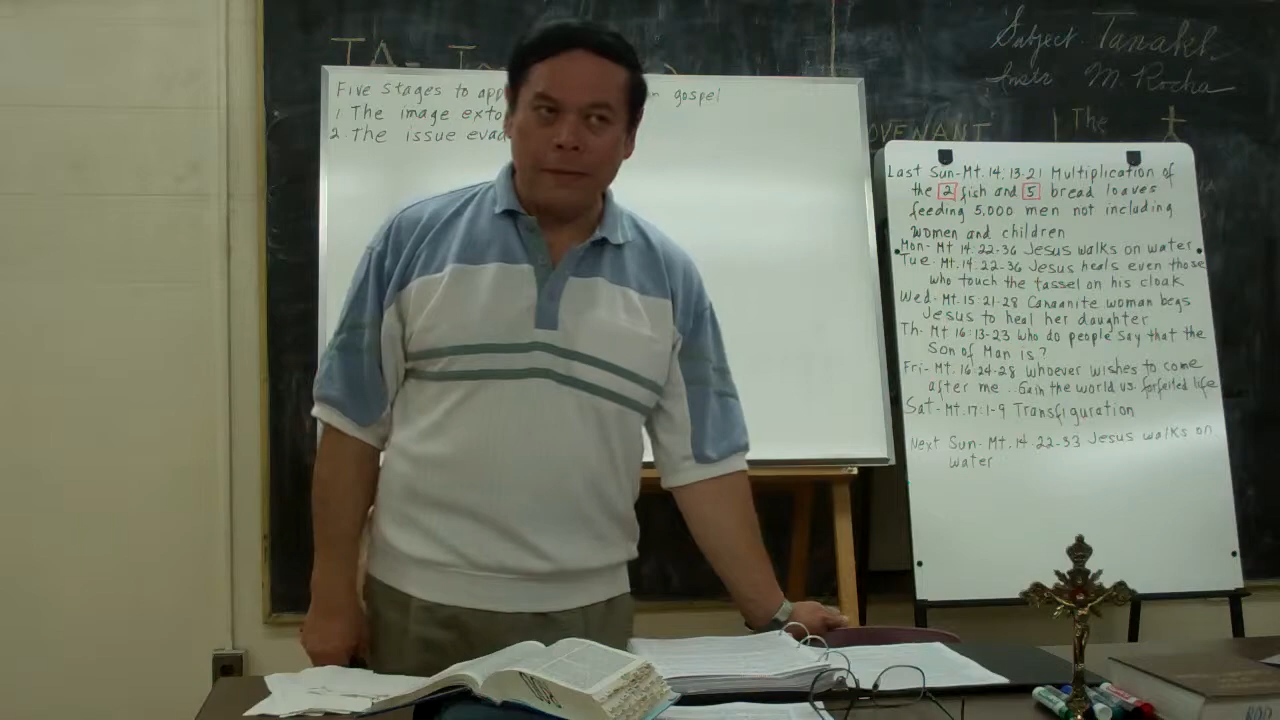 Subject. Tanakh
Instr M. Rocha
OVENANT The
Five Stages to app gospel
1. The image exto
2. The issue evad
Last Sun-Mt. 14:13-21 Multiplication of
the 2 fish and 5 bread loaves
feeding 5,000 men not including
women and children
Mon- Mt 14:22-36 Jesus walks on water
Tue Mt. 14:22-36 Jesus heals even those
who touch the tassel on his cloak
Wed- Mt. 15:21-28 Canaanite woman begs
Jesus to heal her daughter
Th- Mt 16:13-23 who do people say that the
Son of Man is?
Fri- Mt. 16:24-28 whoever wishes to come
after me... Gain the world vs. forfeited life
Sat- Mt. 17:1-9 Transfiguration
Next Sun- Mt. 14:22-33 Jesus walks on
water